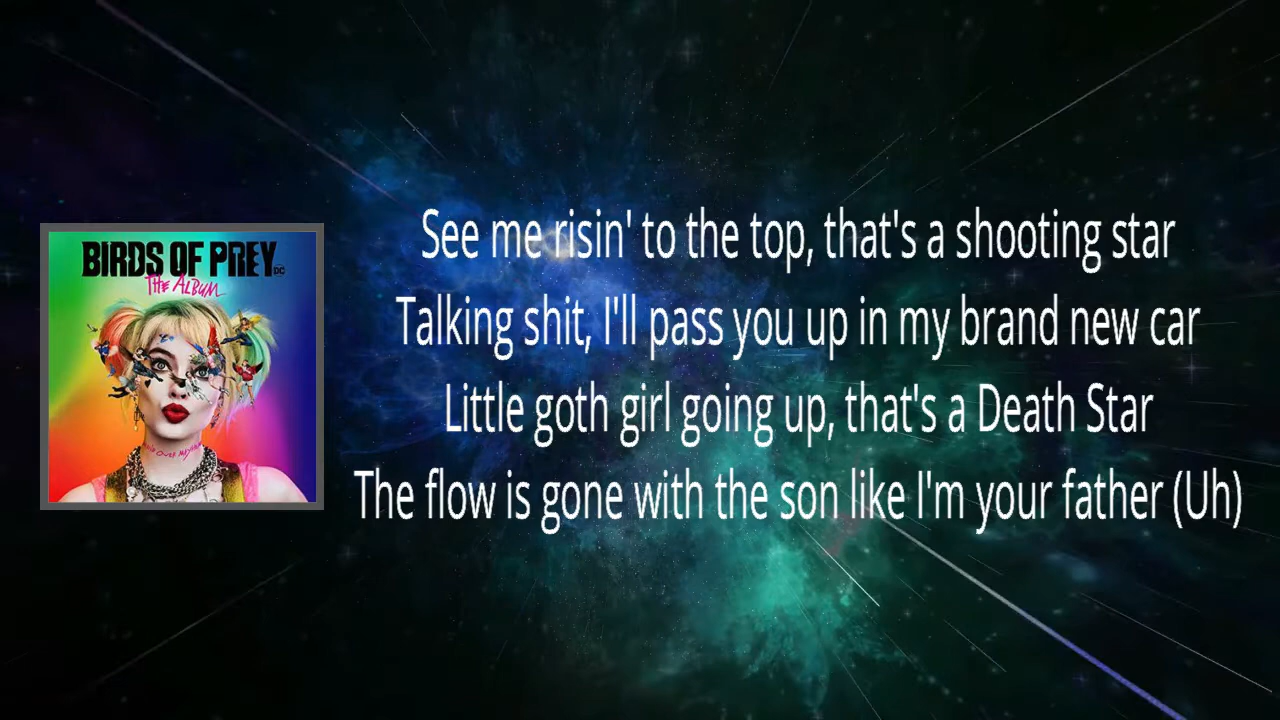 BIRDS OF PREY
DC
THE ALBUM
See me risin' to the top, that's a shooting star
Talking shit, I'll pass you up in my brand new car
Little goth girl going up, that's a Death Star
The flow is gone with the son like I'm your father (Uh)